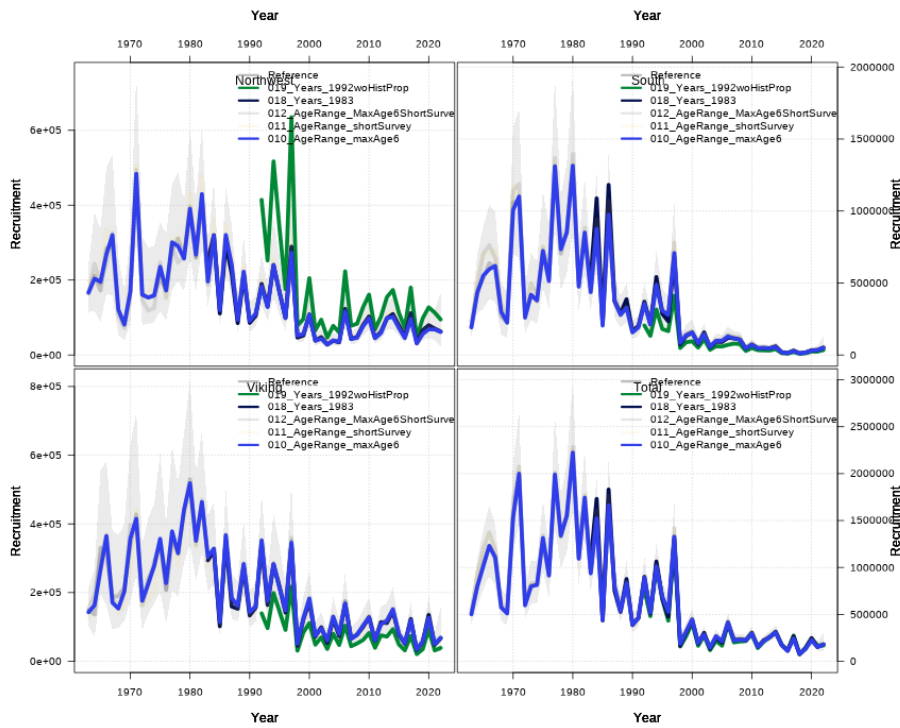 Year Year
1970 1980 1990 2000 2010 2020 1970 1980 1990 2000 2010 2020
Northwest
Reference
019_Years_1992woHistProp
018_Years_1983
012_AgeRange_MaxAge6ShortSurve
011_AgeRange_shortSurvey
010_AgeRange_maxAge6
Recruitment
6e+05
4e+05
2e+05
0e+00
South
Reference
019_Years_1992woHistProp
018_Years_1983
012_AgeRange_MaxAge6ShortSurve
011_AgeRange_shortSurvey
010_AgeRange_maxAge6
2000000
1500000
1000000
500000
0
Recruitment
Viking
Reference
019_Years_1992woHistProp
018_Years_1983
012_AgeRange_MaxAge6ShortSurve
011_AgeRange_shortSurvey
010_AgeRange_maxAge6
Recruitment
8e+05
6e+05
4e+05
2e+05
0e+00
Total
Reference
019_Years_1992woHistProp
018_Years_1983
012_AgeRange_MaxAge6ShortSurve
011_AgeRange_shortSurvey
010_AgeRange_maxAge6
3000000
2500000
2000000
1500000
1000000
500000
0
Recruitment
1970 1980 1990 2000 2010 2020 1970 1980 1990 2000 2010 2020
Year Year